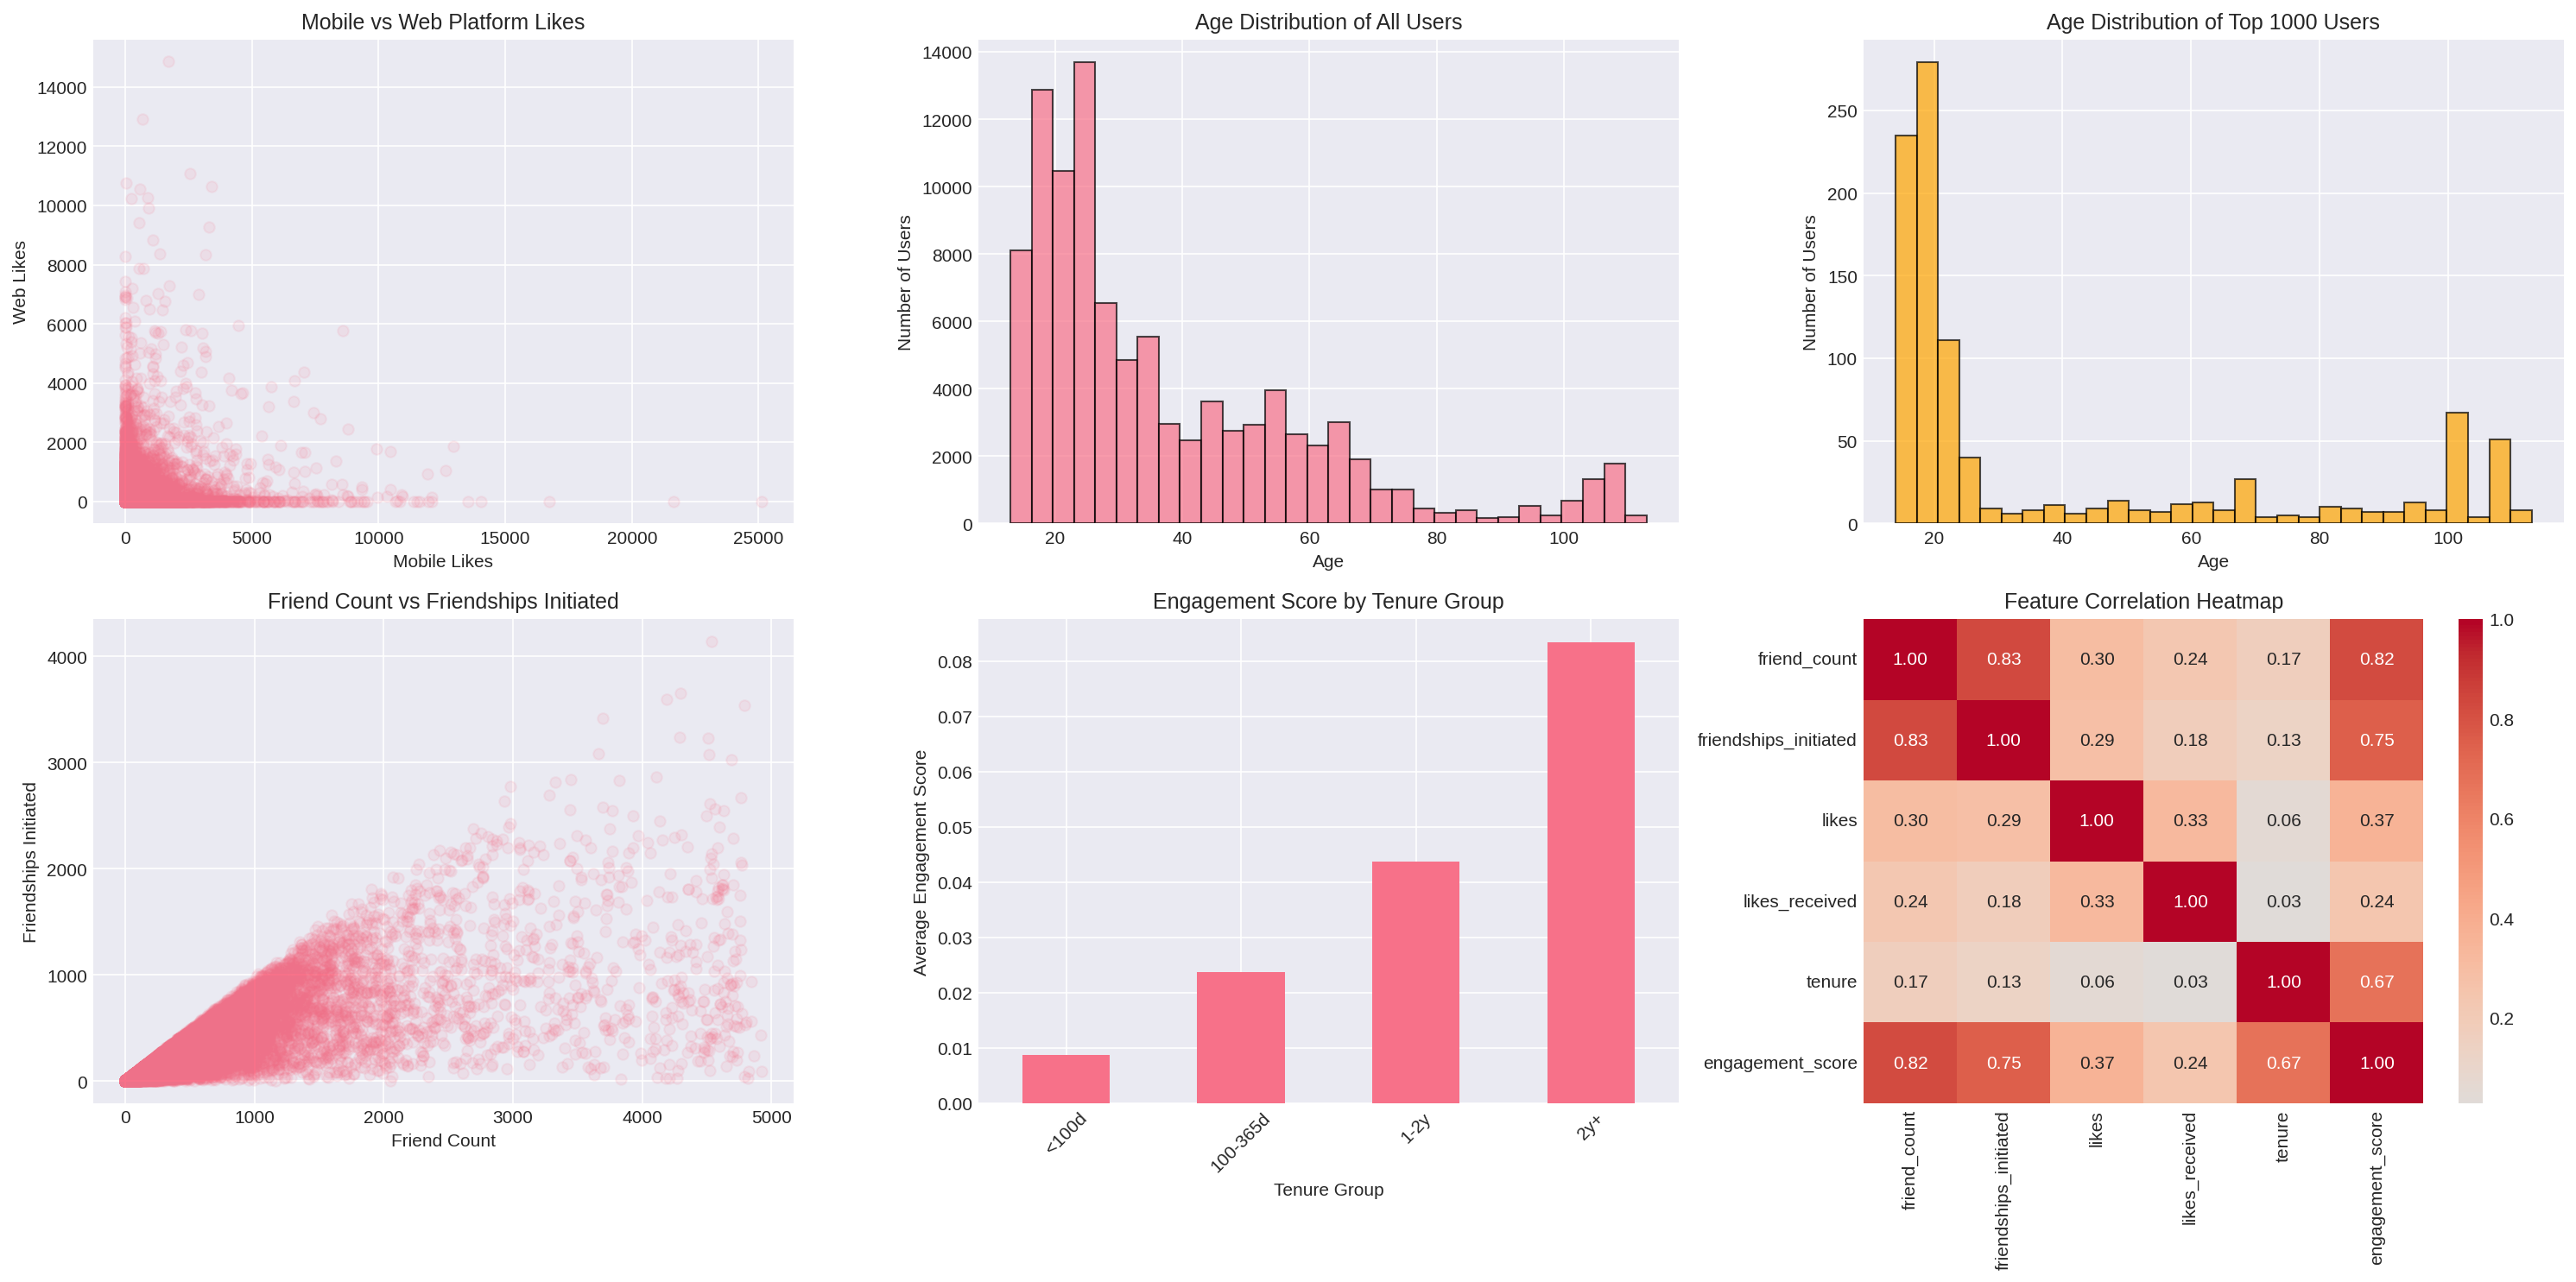 Mobile vs Web Platform Likes
14000
12000
10000
8000
6000
4000
2000
0
Web Likes
0 5000 10000 15000 20000 25000
Mobile Likes
Age Distribution of All Users
14000
12000
10000
8000
6000
4000
2000
0
Number of Users
20 40 60 80 100
Age
Age Distribution of Top 1000 Users
250
200
150
100
50
0
Number of Users
20 40 60 80 100
Age
Friend Count vs Friendships Initiated
4000
3000
2000
1000
0
Friendships Initiated
0 1000 2000 3000 4000 5000
Friend Count
Engagement Score by Tenure Group
0.08
0.07
0.06
0.05
0.04
0.03
0.02
0.01
0.00
Average Engagement Score
<100d 100-365d 1-2y 2y+
Tenure Group
Feature Correlation Heatmap
friend_count 1.00 0.83 0.30 0.24 0.17 0.82
friendships_initiated 0.83 1.00 0.29 0.18 0.13 0.75
likes 0.30 0.29 1.00 0.33 0.06 0.37
likes_received 0.24 0.18 0.33 1.00 0.03 0.24
tenure 0.17 0.13 0.06 0.03 1.00 0.67
engagement_score 0.82 0.75 0.37 0.24 0.67 1.00
friend_count friendships_initiated likes likes_received tenure engagement_score
1.0
0.8
0.6
0.4
0.2